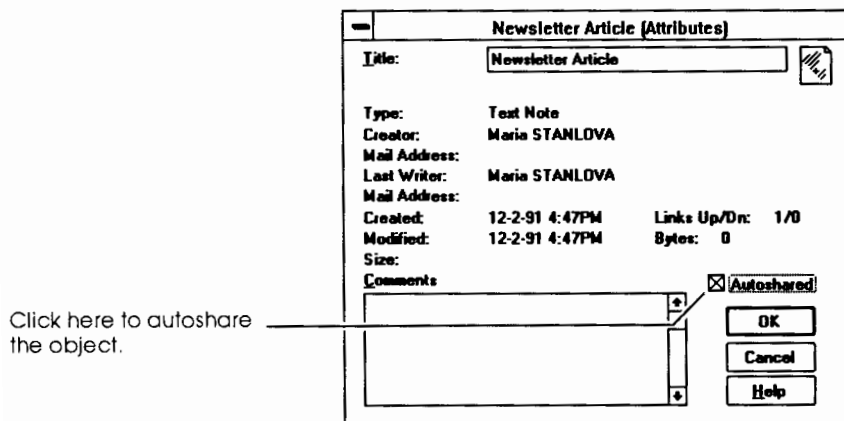 Newsletter Article (Attributes)
Title: Newsletter Article
Type: Text Note
Creator: Maria STANLOVA
Mail Address:
Last Writer: Maria STANLOVA
Mail Address:
Created: 12-2-91 4:47PM Links Up/Dn: 1/0
Modified: 12-2-91 4:47PM Bytes: 0
Size:
Comments
Autoshared
Click here to autoshare
the object.
OK
Cancel
Help